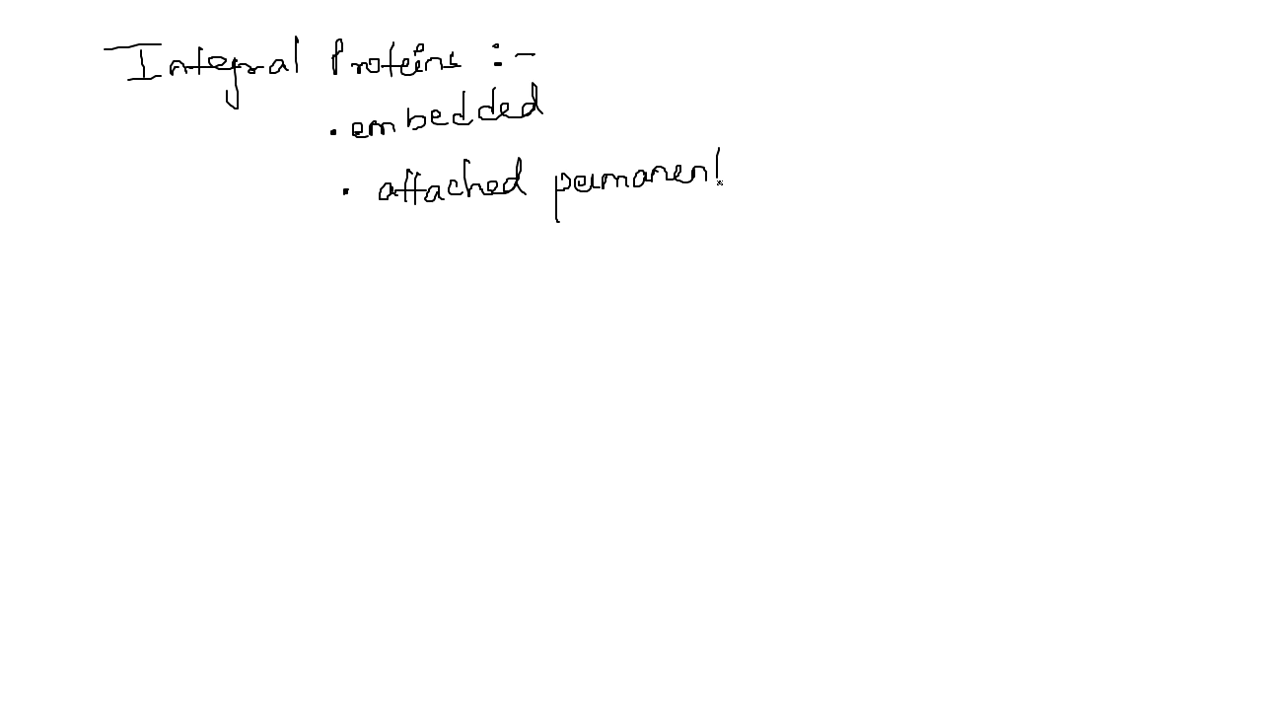 Integral Proteins :-
• embedded
• attached permanent